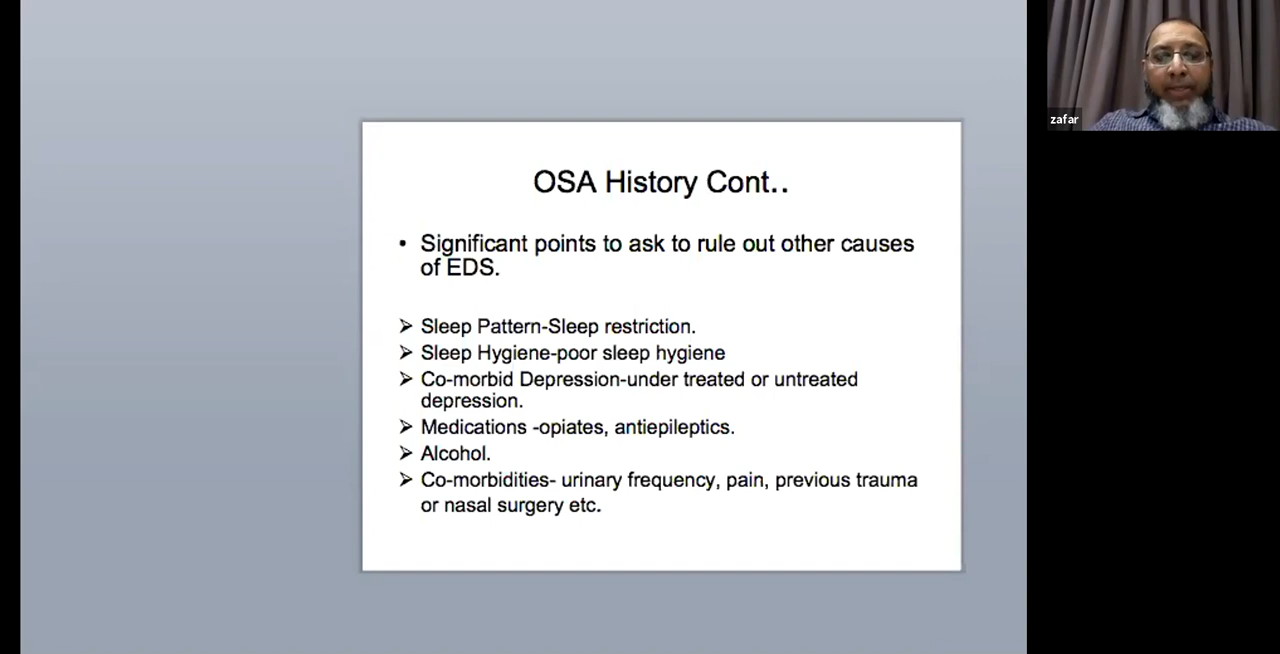 OSA History Cont..
• Significant points to ask to rule out other causes
of EDS.
➢ Sleep Pattern-Sleep restriction.
➢ Sleep Hygiene-poor sleep hygiene
➢ Co-morbid Depression-under treated or untreated
depression.
➢ Medications -opiates, antiepileptics.
➢ Alcohol.
➢ Co-morbidities- urinary frequency, pain, previous trauma
or nasal surgery etc.
zafar